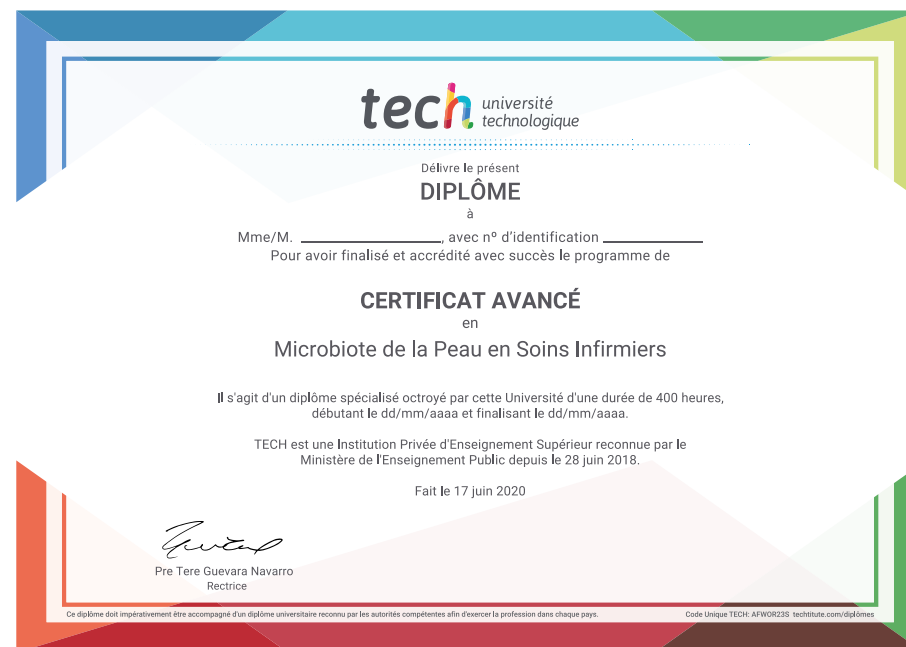 tech université
technologique
Délivre le présent
DIPLÔME
à
Mme/M. ____________________, avec nº d'identification ______________
Pour avoir finalisé et accrédité avec succès le programme de
CERTIFICAT AVANCÉ
en
Microbiote de la Peau en Soins Infirmiers
Il s'agit d'un diplôme spécialisé octroyé par cette Université d'une durée de 400 heures,
débutant le dd/mm/aaaa et finalisant le dd/mm/aaaa.
TECH est une Institution Privée d'Enseignement Supérieur reconnue par le
Ministère de l'Enseignement Public depuis le 28 juin 2018.
Fait le 17 juin 2020
Pre Tere Guevara Navarro
Rectrice
Ce diplôme doit impérativement être accompagné d'un diplôme universitaire reconnu par les autorités compétentes afin d'exercer la profession dans chaque pays.
Code Unique TECH: AFWOR23S techtitute.com/diplômes